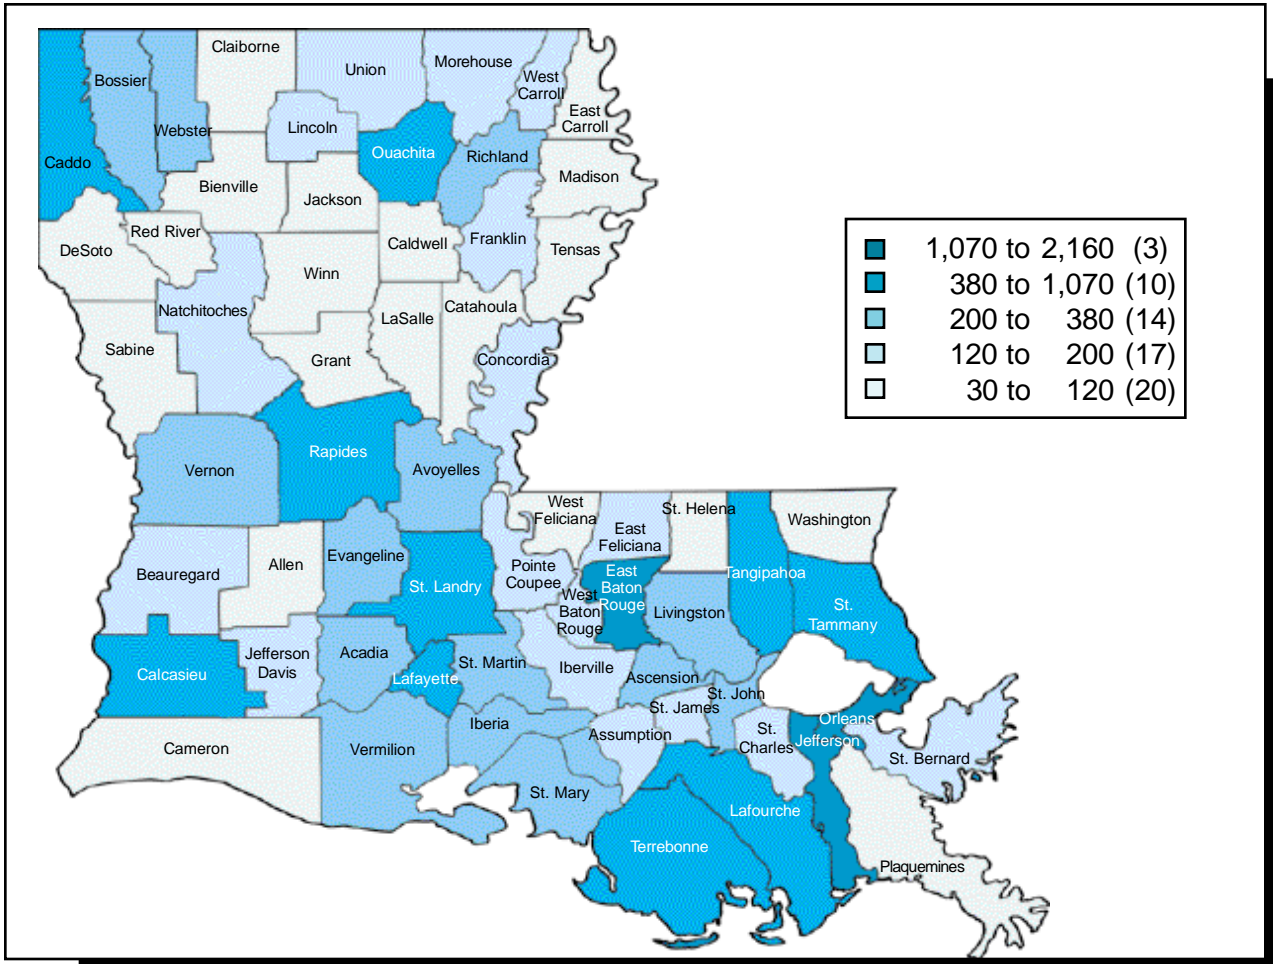 Claiborne
Union
Morehouse
West
Carroll
Bossier
East
Carroll
Webster
Lincoln
Ouachita
Richland
Caddo
Madison
Bienville
Jackson
Red River
Caldwell
Franklin
DeSoto
Tensas
Winn
Natchitoches
LaSalle
Catahoula
Sabine
Grant
Concordia
Rapides
Vernon
Avoyelles
West
Feliciana
St. Helena
Washington
East
Feliciana
Evangeline
Allen
Beauregard
Pointe
Coupee
East
Baton
Rouge
Tangipahoa
St. Landry
West
Baton
Rouge
Livingston
St.
Tammany
Jefferson
Davis
Acadia
St. Martin
Iberville
Calcasieu
Lafayette
Ascension
St. John
St. James
Iberia
Orleans
Assumption
St.
Charles
Jefferson
Cameron
Vermilion
St. Bernard
St. Mary
Lafourche
Terrebonne
Plaquemines
1,070 to 2,160 (3)
380 to 1,070 (10)
200 to 380 (14)
120 to 200 (17)
30 to 120 (20)